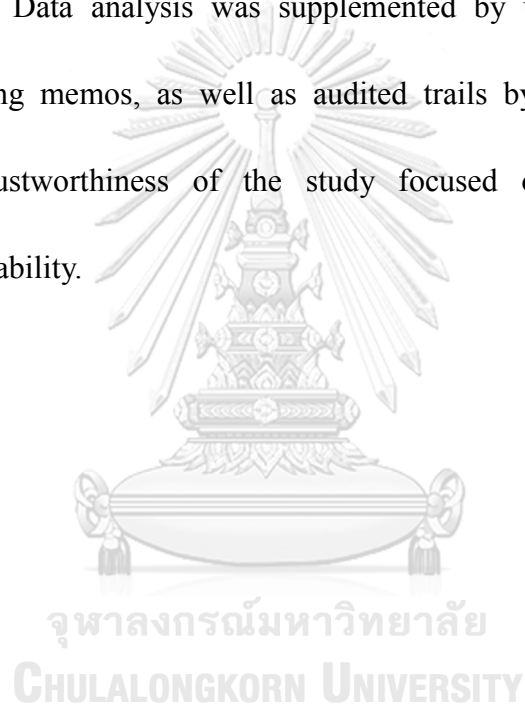 Data analysis was supplemented by
ng memos, as well as audited trails by
ustworthiness of the study focused
ability.
จุฬาลงกรณ์มหาวิทยาลัย
CHULALONGKORN UNIVERSITY